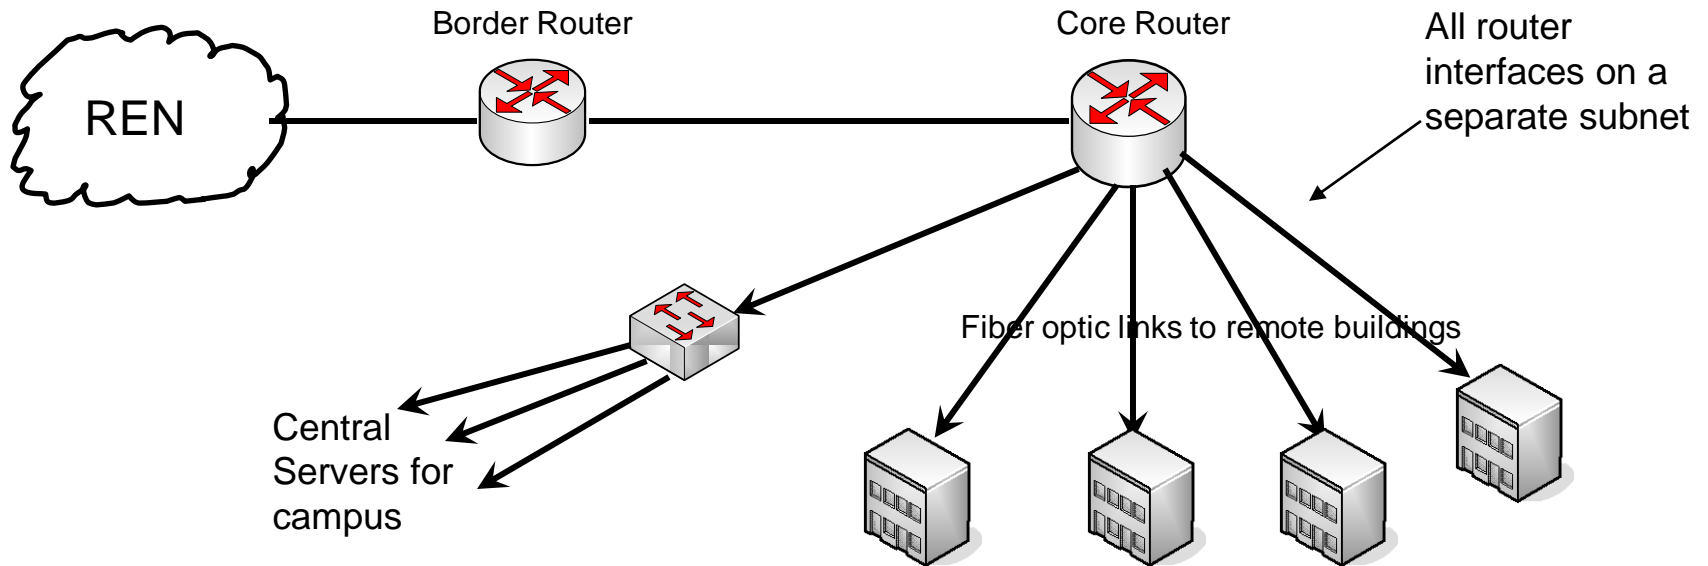 Border Router
Core Router
All router
interfaces on a
separate subnet
REN
Fiber optic links to remote buildings
Central
Servers for
campus